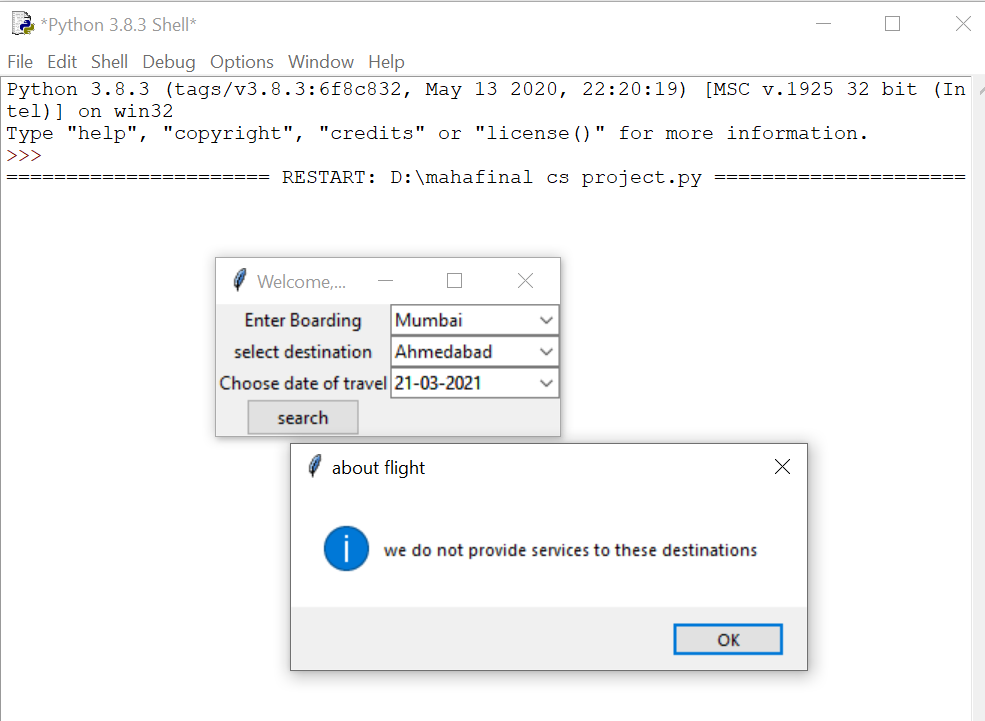 *Python 3.8.3 Shell*
File Edit Shell Debug Options Window Help
Python 3.8.3 (tags/v3.8.3:6f8c832, May 13 2020, 22:20:19) [MSC v.1925 32 bit (In
tel)] on win32
Type "help", "copyright", "credits" or "license()" for more information.
>>>
====================== RESTART: D:\mahafinal cs project.py =====================
Welcome,...
Enter Boarding Mumbai
select destination Ahmedabad
Choose date of travel 21-03-2021
search
about flight
we do not provide services to these destinations
OK